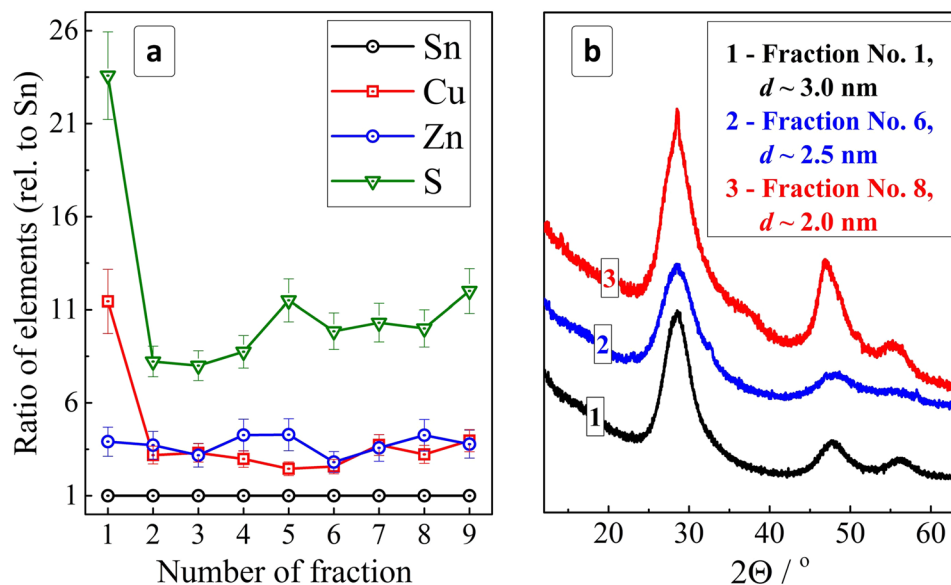 a
Sn
Cu
Zn
S
Ratio of elements (rel. to Sn)
26
21
16
11
6
1
1 2 3 4 5 6 7 8 9
Number of fraction
b
1 - Fraction No. 1,
d ~ 3.0 nm
2 - Fraction No. 6,
d ~ 2.5 nm
3 - Fraction No. 8,
d ~ 2.0 nm
3
2
1
20 30 40 50 60
2Θ / °